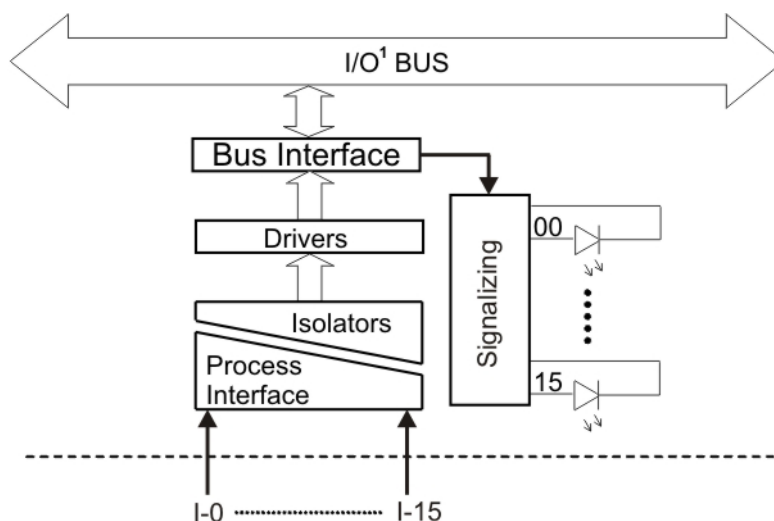 I/O¹ BUS
Bus Interface
Drivers
00
Isolators
Signalizing
Process
Interface
15
I-0 I-15